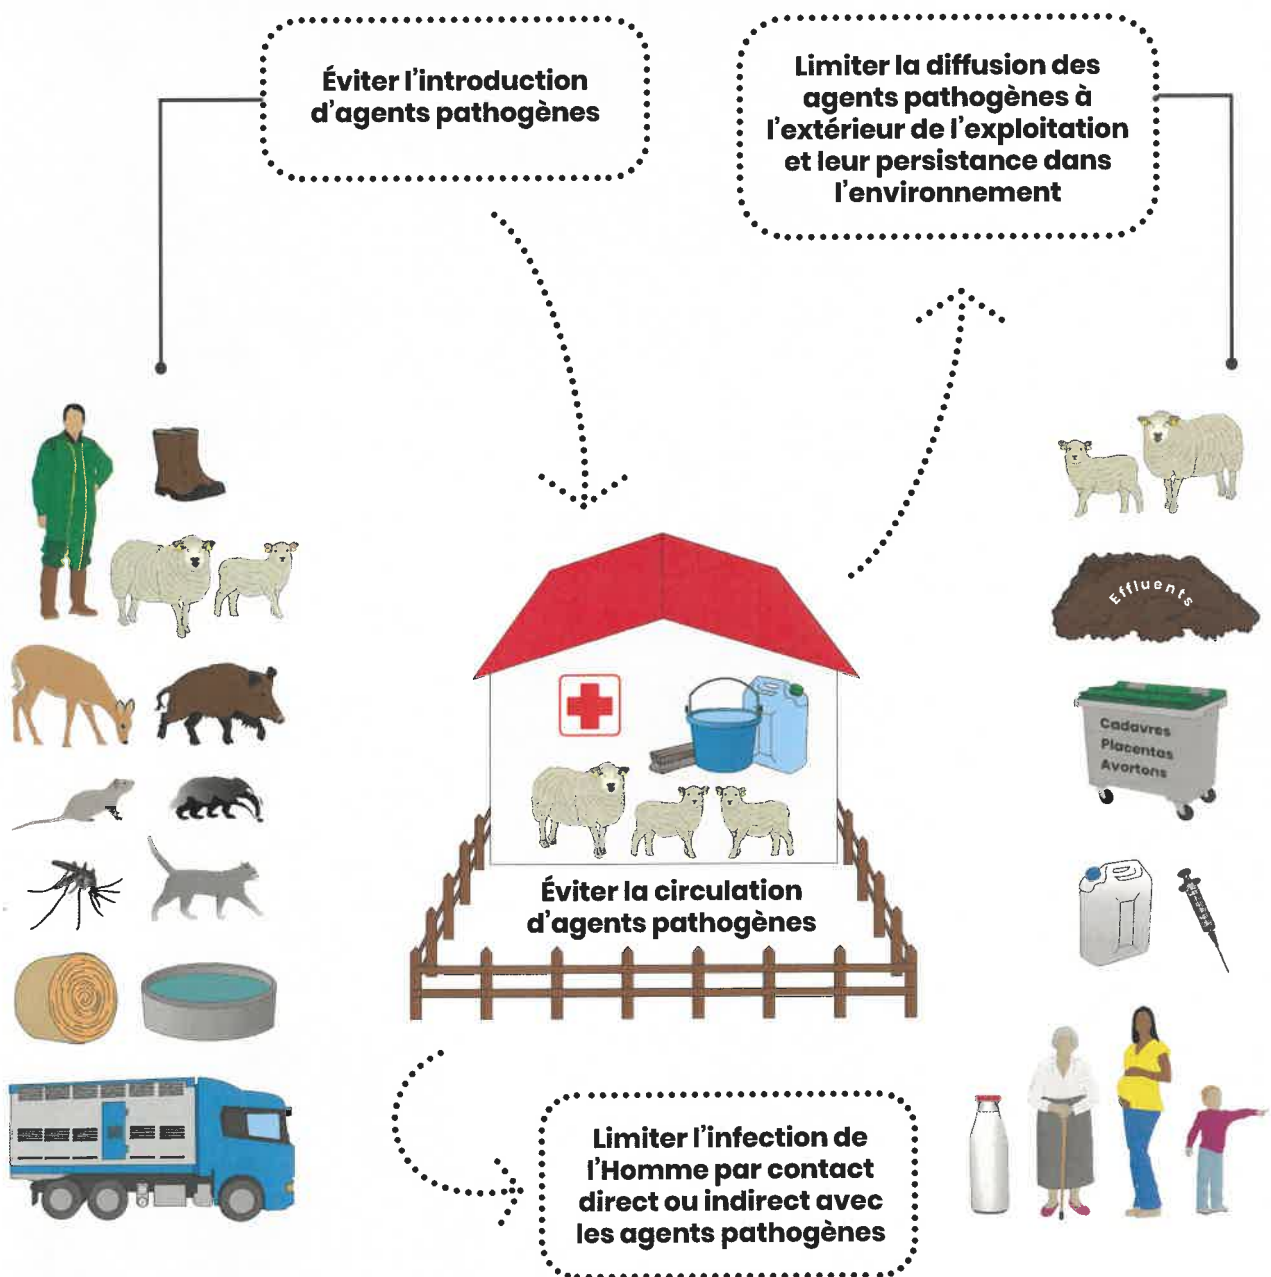 Éviter l'introduction
d'agents pathogènes
Limiter la diffusion des
agents pathogènes à
l'extérieur de l'exploitation
et leur persistance dans
l'environnement
Effluents
Cadavres
Placentas
Avortons
Éviter la circulation
d'agents pathogènes
Limiter l'infection de
l'Homme par contact
direct ou indirect avec
les agents pathogènes